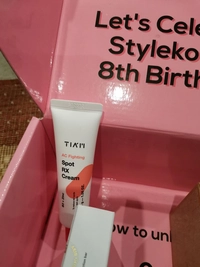 Let's Cele
Styleko
8th Birth
TIA'M
AC Fighting
Spot
RX
Cream
ow to un